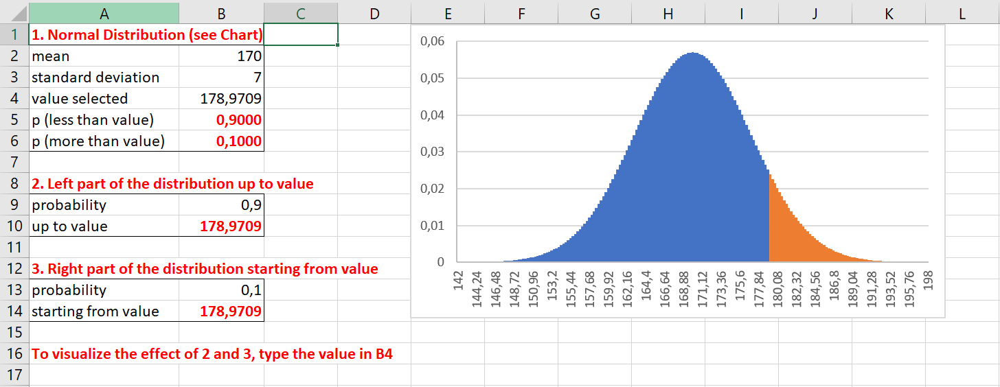 A B C D E F G H I J K L
1 1. Normal Distribution (see Chart)
2 mean 170
3 standard deviation 7
4 value selected 178,9709
5 p (less than value) 0,9000
6 p (more than value) 0,1000
7
8 2. Left part of the distribution up to value
9 probability 0,9
10 up to value 178,9709
11
12 3. Right part of the distribution starting from value
13 probability 0,1
14 starting from value 178,9709
15
16 To visualize the effect of 2 and 3, type the value in B4
17
0,06
0,05
0,04
0,03
0,02
0,01
0
142 144,24 146,48 148,72 150,96 153,2 155,44 157,68 159,92 162,16 164,4 166,64 168,88 171,12 173,36 175,6 177,84 180,08 182,32 184,56 186,8 189,04 191,28 193,52 195,76 198